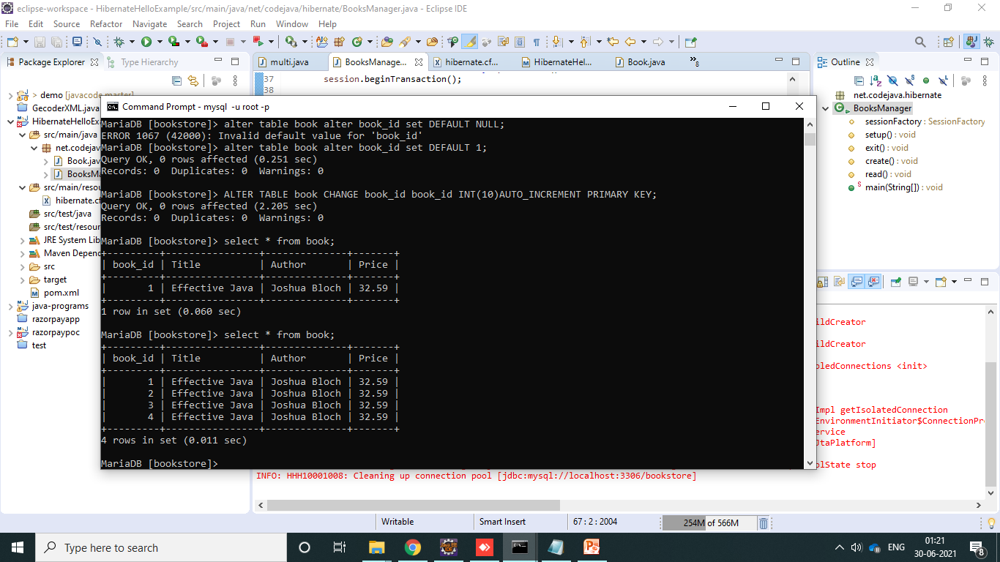 eclipse-workspace - HibernateHelloExample/src/main/java/net/codejava/hibernate/BooksManager.java - Eclipse IDE
File Edit Source Refactor Navigate Search Project Run Window Help
Package Explorer Type Hierarchy
multi.java BooksManage... hibernate.cf... HibernateHel... Book.java »8
Outline
37 session.beginTransaction();
38
> demo [javacode master]
GecoderXML.java
HibernateHelloExa
src/main/java
net.codejav
Book.jav
BooksMa
src/main/resou
hibernate.cf
src/test/java
src/test/resour
JRE System Lib
Maven Depend
src
target
pom.xml
java-programs
razorpayapp
razorpaypoc
test
Command Prompt - mysql -u root -p
MariaDB [bookstore]> alter table book alter book_id set DEFAULT NULL;
ERROR 1067 (42000): Invalid default value for 'book_id'
MariaDB [bookstore]> alter table book alter book_id set DEFAULT 1;
Query OK, 0 rows affected (0.251 sec)
Records: 0  Duplicates: 0  Warnings: 0
MariaDB [bookstore]> ALTER TABLE book CHANGE book_id book_id INT(10)AUTO_INCREMENT PRIMARY KEY;
Query OK, 0 rows affected (2.205 sec)
Records: 0  Duplicates: 0  Warnings: 0
MariaDB [bookstore]> select * from book;
+---------+----------------+--------------+-------+
| book_id | Title          | Author       | Price |
+---------+----------------+--------------+-------+
|       1 | Effective Java | Joshua Bloch | 32.59 |
+---------+----------------+--------------+-------+
1 row in set (0.060 sec)
MariaDB [bookstore]> select * from book;
+---------+----------------+--------------+-------+
| book_id | Title          | Author       | Price |
+---------+----------------+--------------+-------+
|       1 | Effective Java | Joshua Bloch | 32.59 |
|       2 | Effective Java | Joshua Bloch | 32.59 |
|       3 | Effective Java | Joshua Bloch | 32.59 |
|       4 | Effective Java | Joshua Bloch | 32.59 |
+---------+----------------+--------------+-------+
4 rows in set (0.011 sec)
MariaDB [bookstore]>
net.codejava.hibernate
BooksManager
sessionFactory : SessionFactory
setup() : void
exit() : void
create() : void
read() : void
main(String[]) : void
ildCreator
ildCreator
oledConnections <init>
Impl getIsolatedConnection
EnvironmentInitiator$ConnectionPro
ervice
JtaPlatform]
olState stop
INFO: HHH10001008: Cleaning up connection pool [jdbc:mysql://localhost:3306/bookstore]
Writable Smart Insert 67 : 2 : 2004 254M of 566M
Type here to search
ENG
01:21
30-06-2021
8